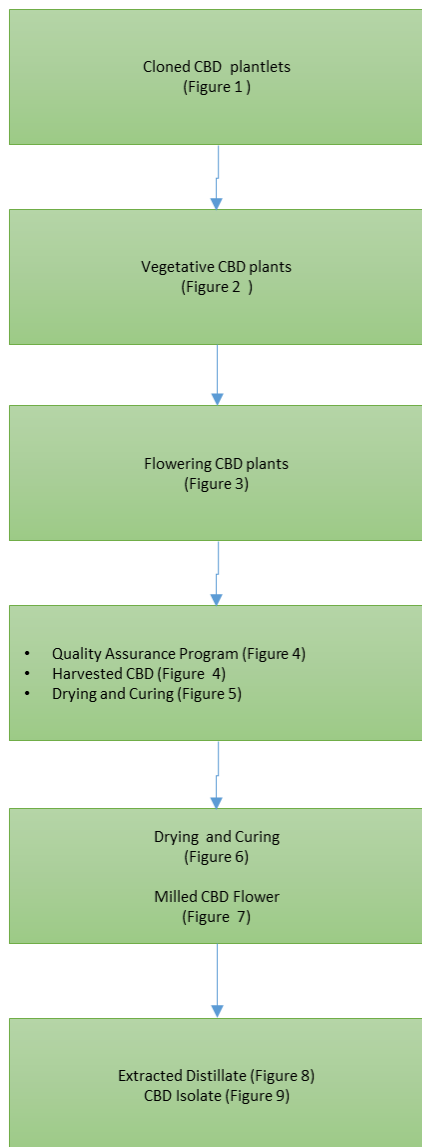 Cloned CBD plantlets
(Figure 1 )
Vegetative CBD plants
(Figure 2 )
Flowering CBD plants
(Figure 3)
• Quality Assurance Program (Figure 4)
• Harvested CBD (Figure 4)
• Drying and Curing (Figure 5)
Drying and Curing
(Figure 6)
Milled CBD Flower
(Figure 7)
Extracted Distillate (Figure 8)
CBD Isolate (Figure 9)